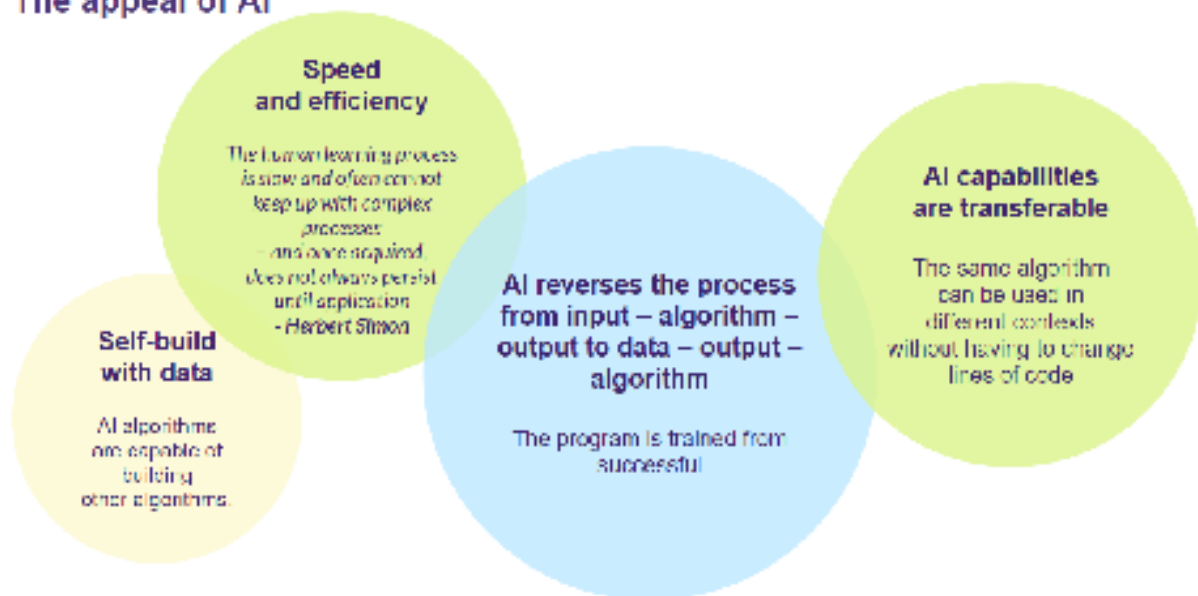 The appeal of AI
Speed
and efficiency
The human learning process
is slow and often cannot
keep up with complex
processes
– and once acquired,
does not always persist
until application
- Herbert Simon
Self-build
with data
AI algorithms
are capable of
building
other algorithms.
AI reverses the process
from input – algorithm –
output to data – output –
algorithm
The program is trained from
successful
AI capabilities
are transferable
The same algorithm
can be used in
different contexts
without having to change
lines of code